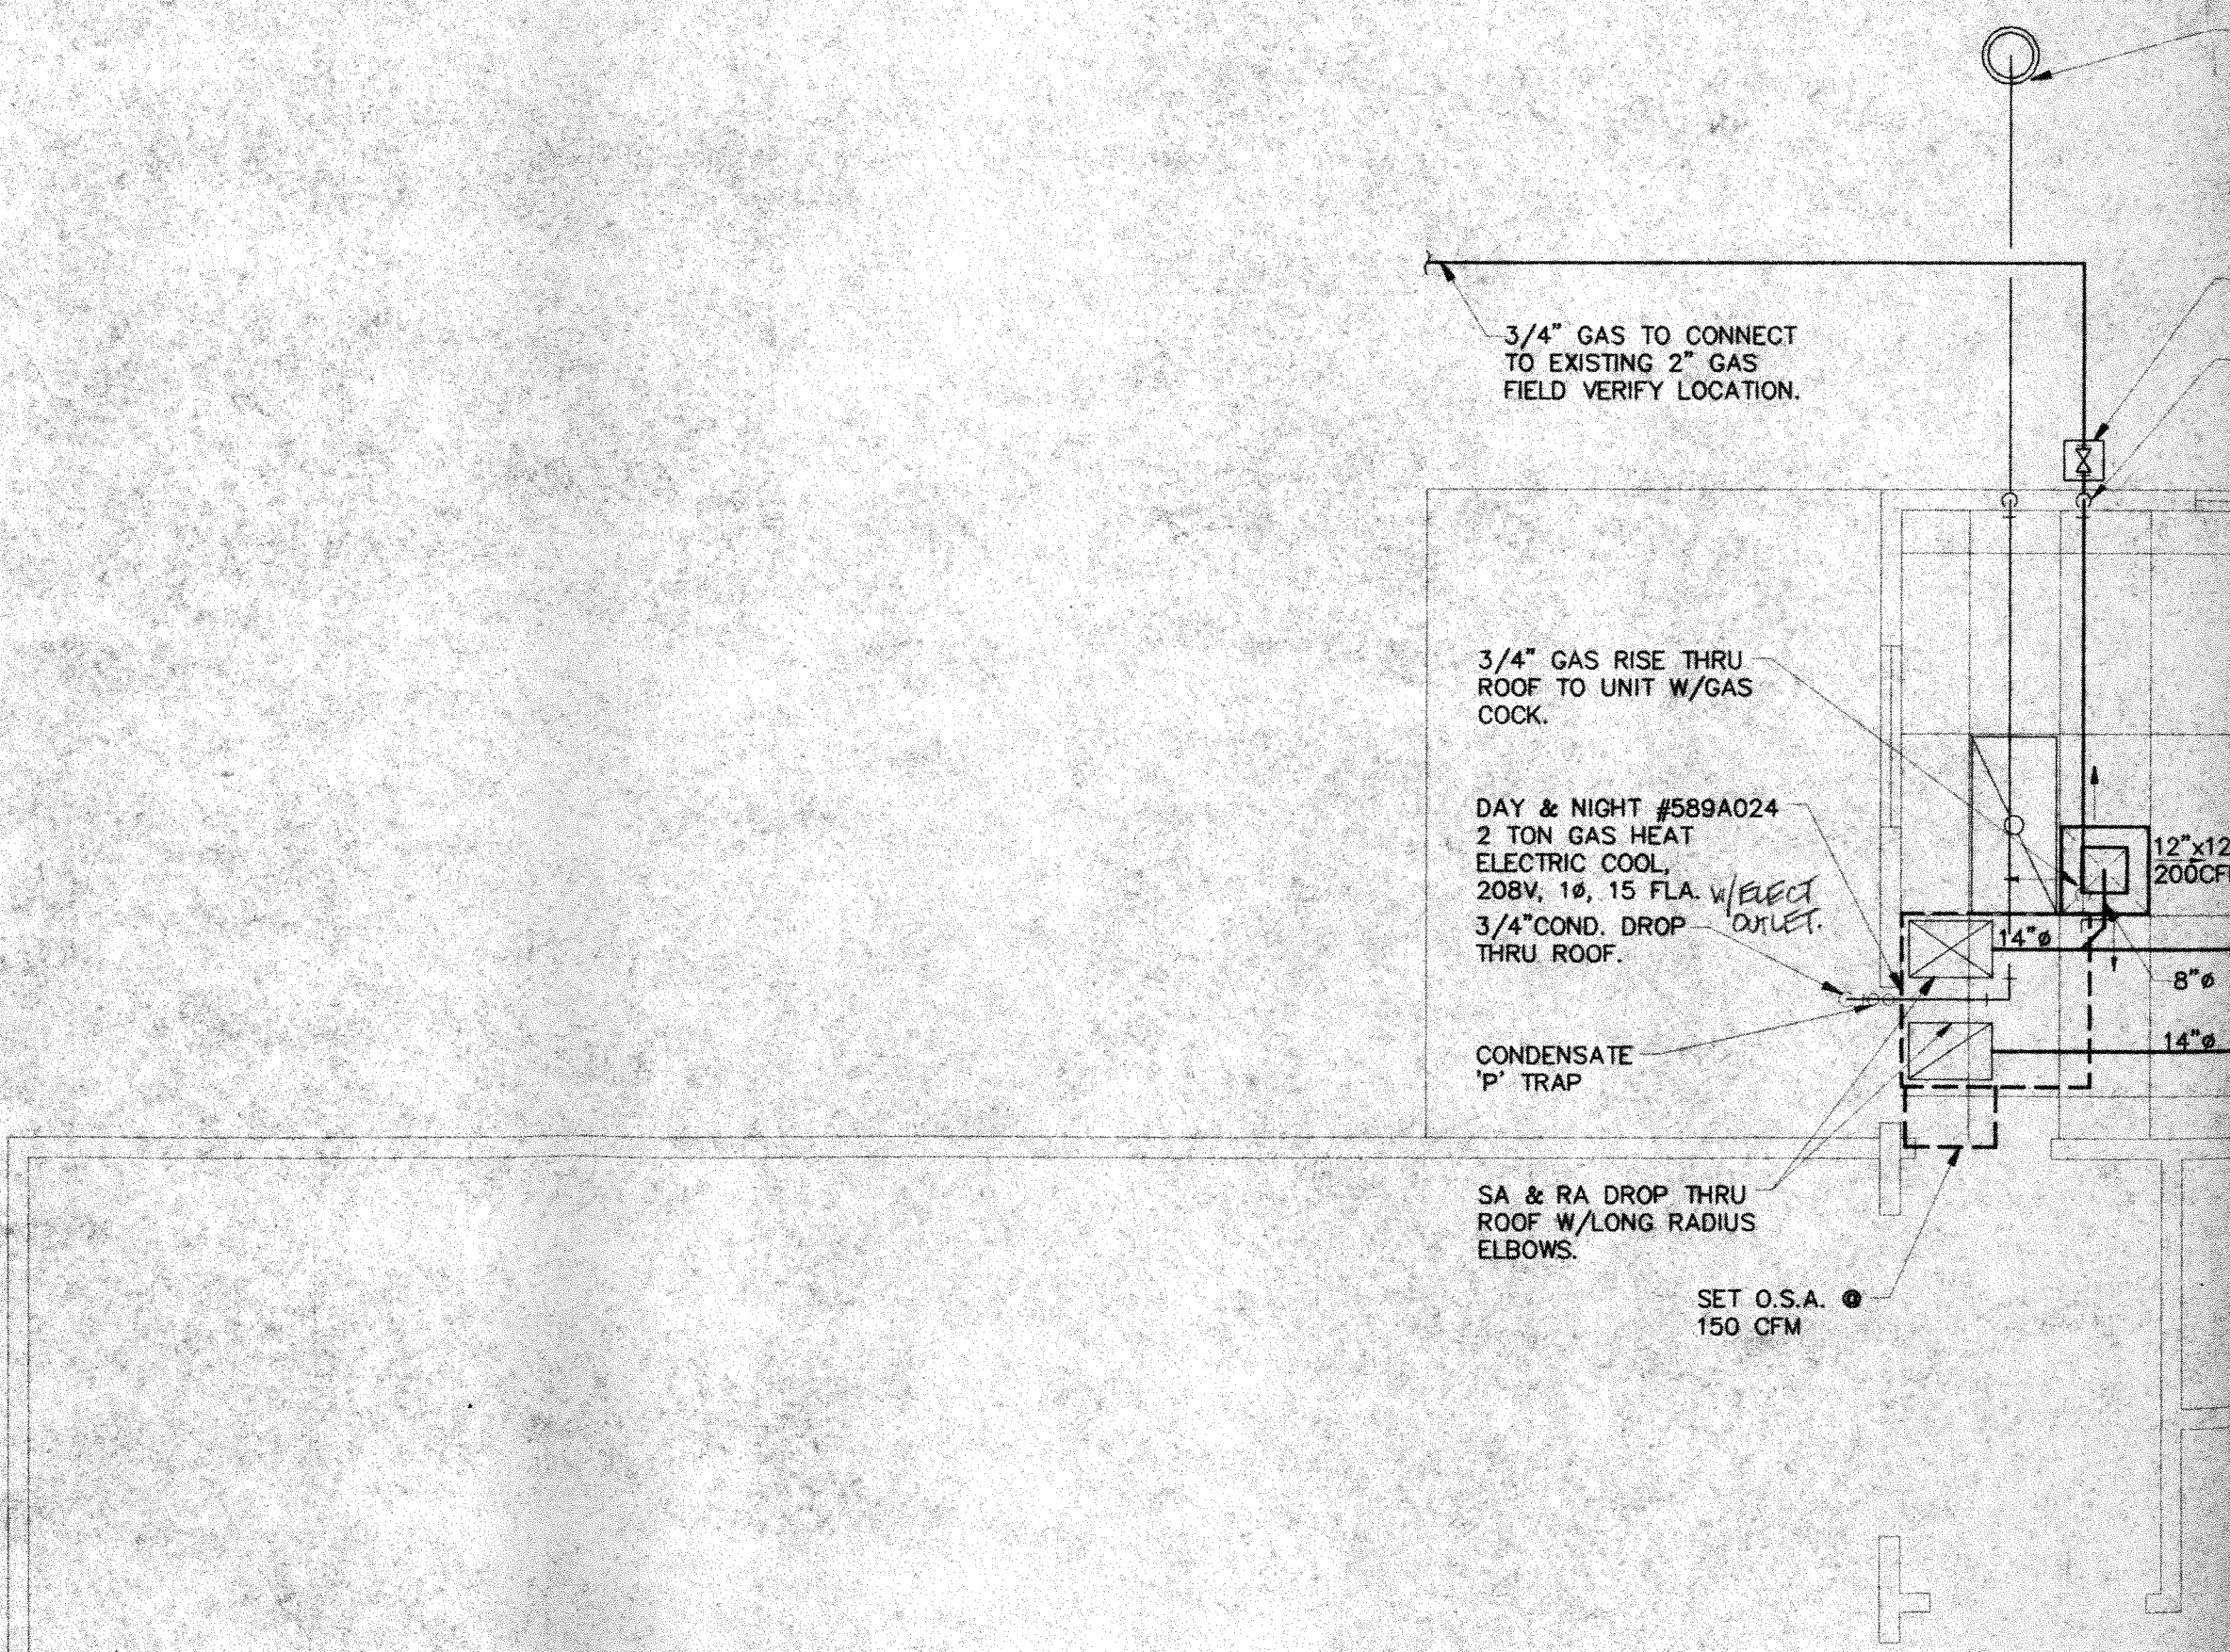 3/4" GAS TO CONNECT
TO EXISTING 2" GAS
FIELD VERIFY LOCATION.
3/4" GAS RISE THRU
ROOF TO UNIT W/GAS
COCK.
DAY & NIGHT #589A024
2 TON GAS HEAT
ELECTRIC COOL,
208V, 1ø, 15 FLA. W/ELECT
OUTLET.
3/4"COND. DROP
THRU ROOF.
12"x12
200CF
14"ø
8"ø
14"ø
CONDENSATE
'P' TRAP
SA & RA DROP THRU
ROOF W/LONG RADIUS
ELBOWS.
SET O.S.A. @
150 CFM